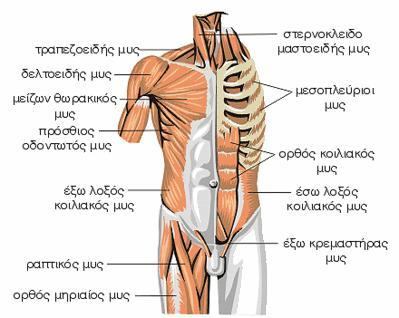 τραπεζοειδής μυς
δελτοειδής μυς
μείζων θωρακικός
μυς
πρόσθιος
οδοντωτός μυς
έξω λοξός
κοιλιακός μυς
ραπτικός μυς
ορθός μηριαίος μυς
στερνοκλειδο
μαστοειδής μυς
μεσοπλεύριοι
μυς
ορθός κοιλιακός
μυς
έσω λοξός
κοιλιακός μυς
έξω κρεμαστήρας
μυς